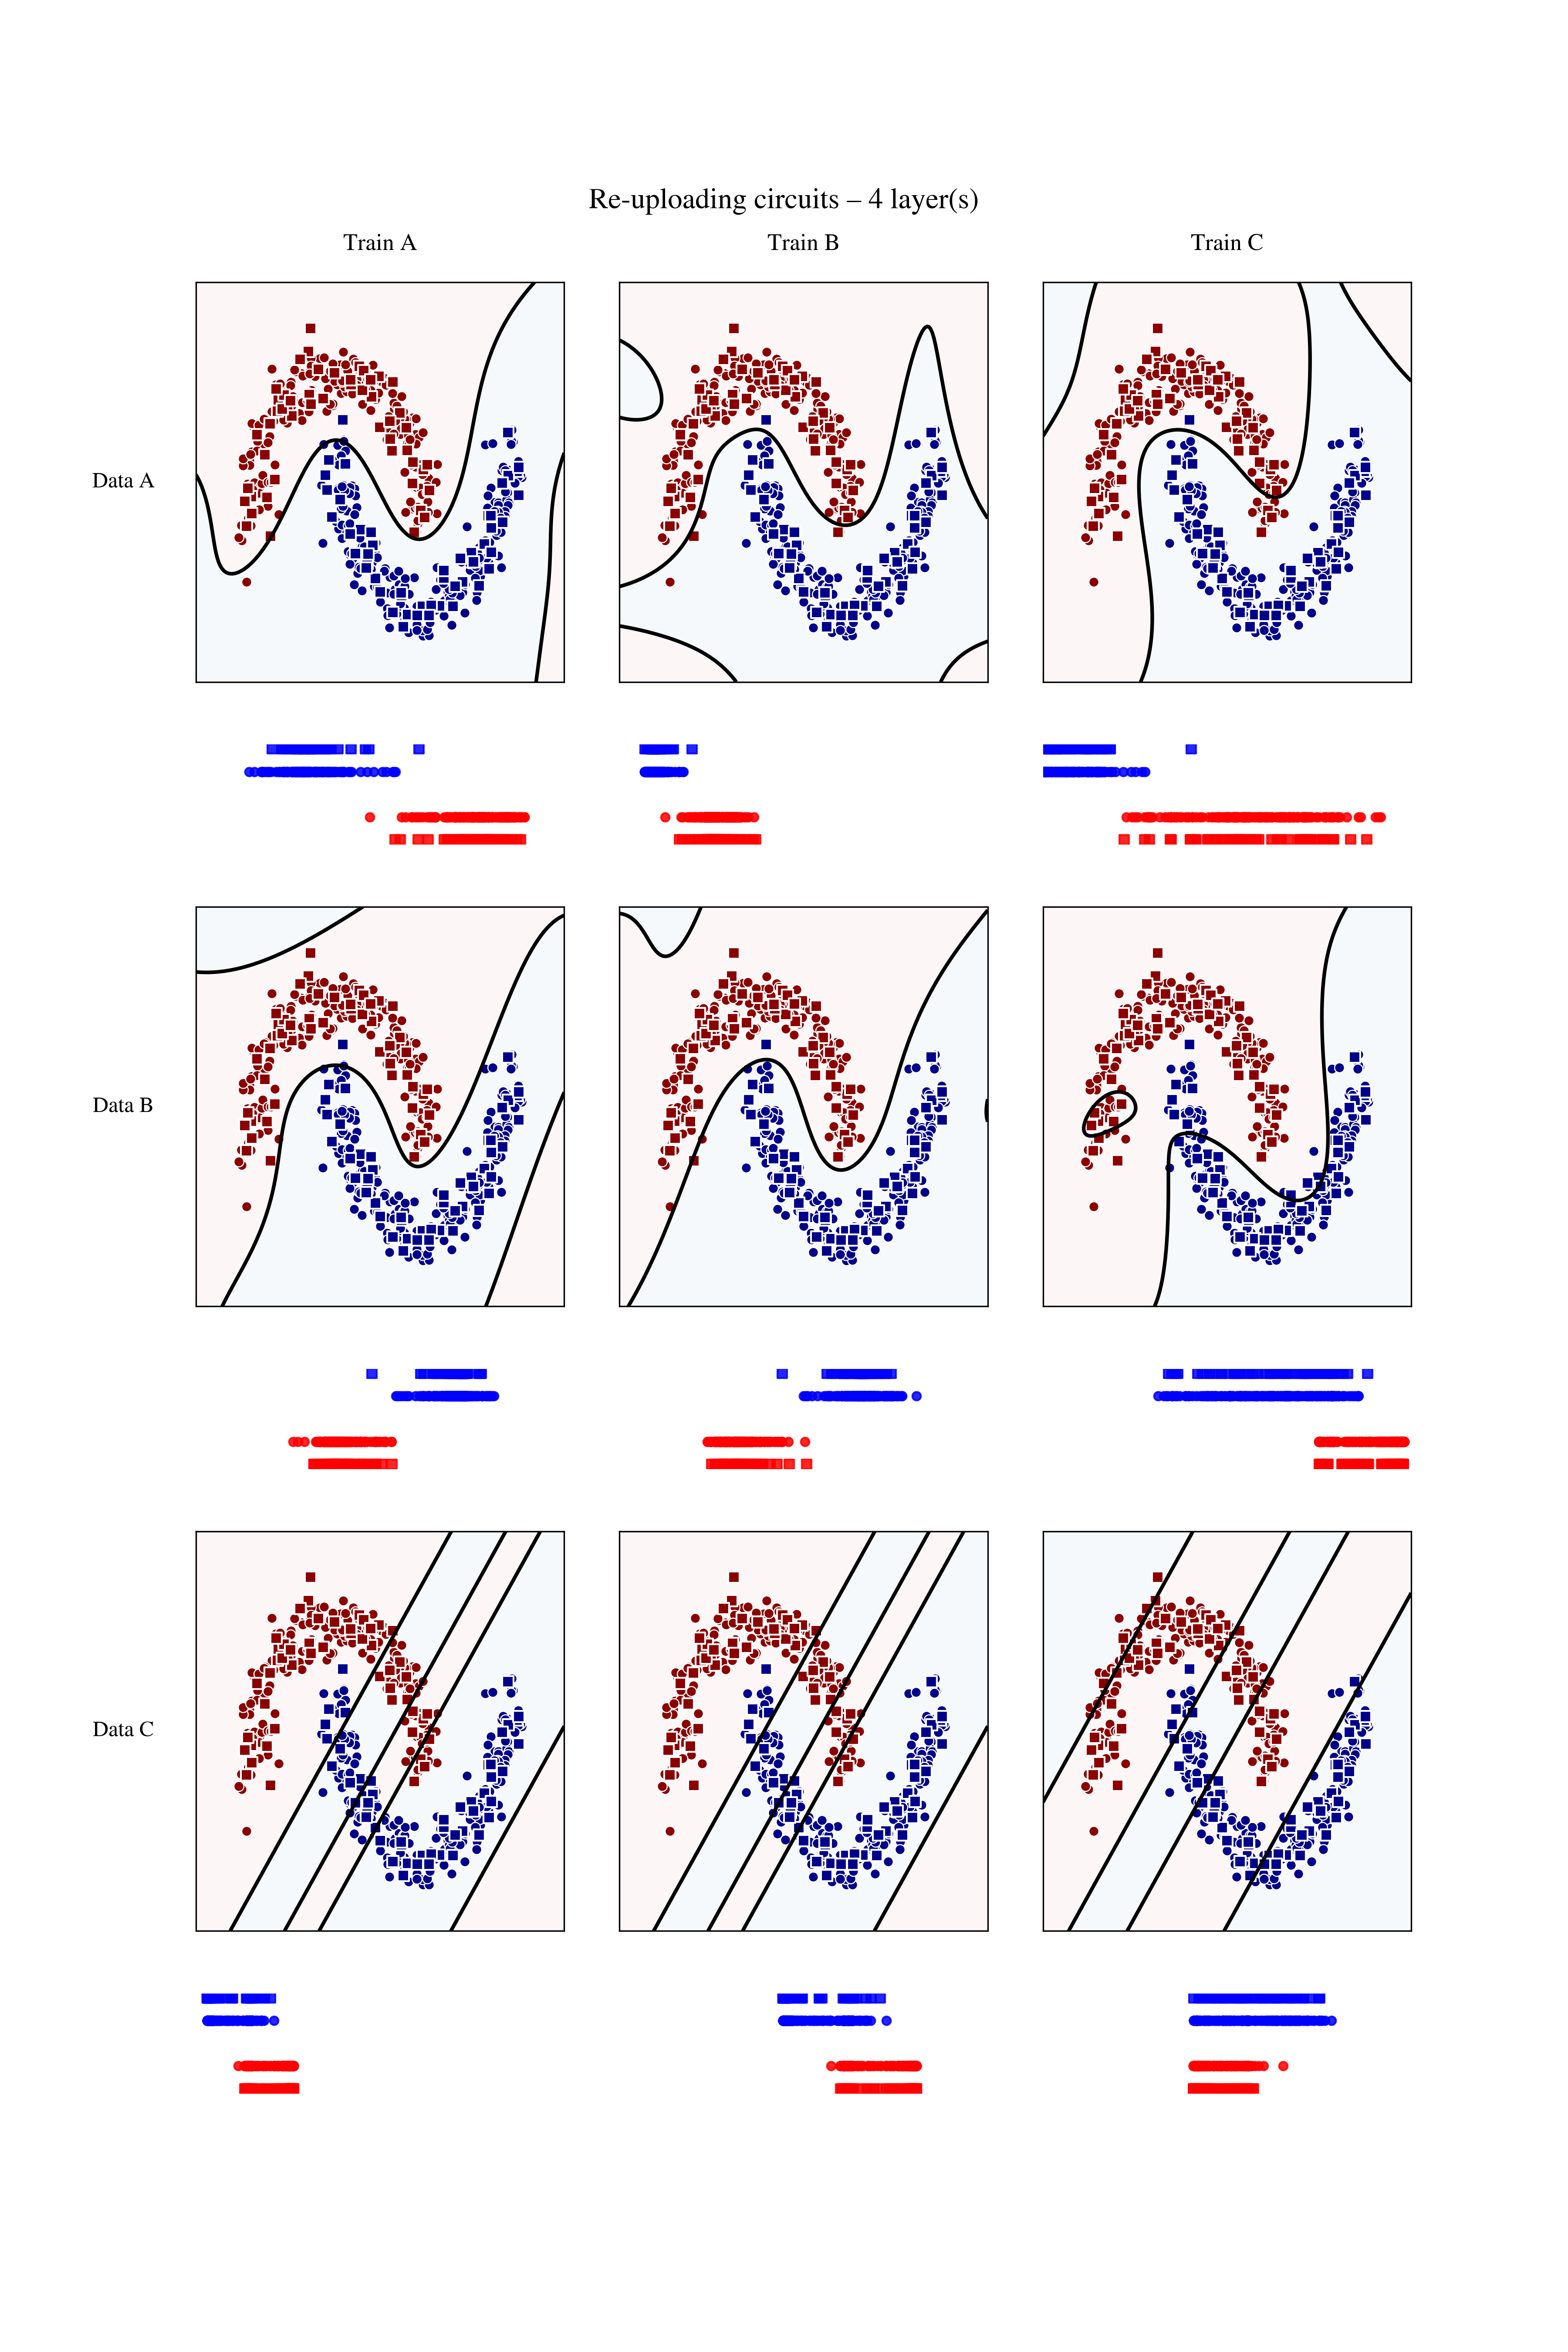 Re-uploading circuits – 4 layer(s)
Train A
Train B
Train C
Data A
Data B
Data C